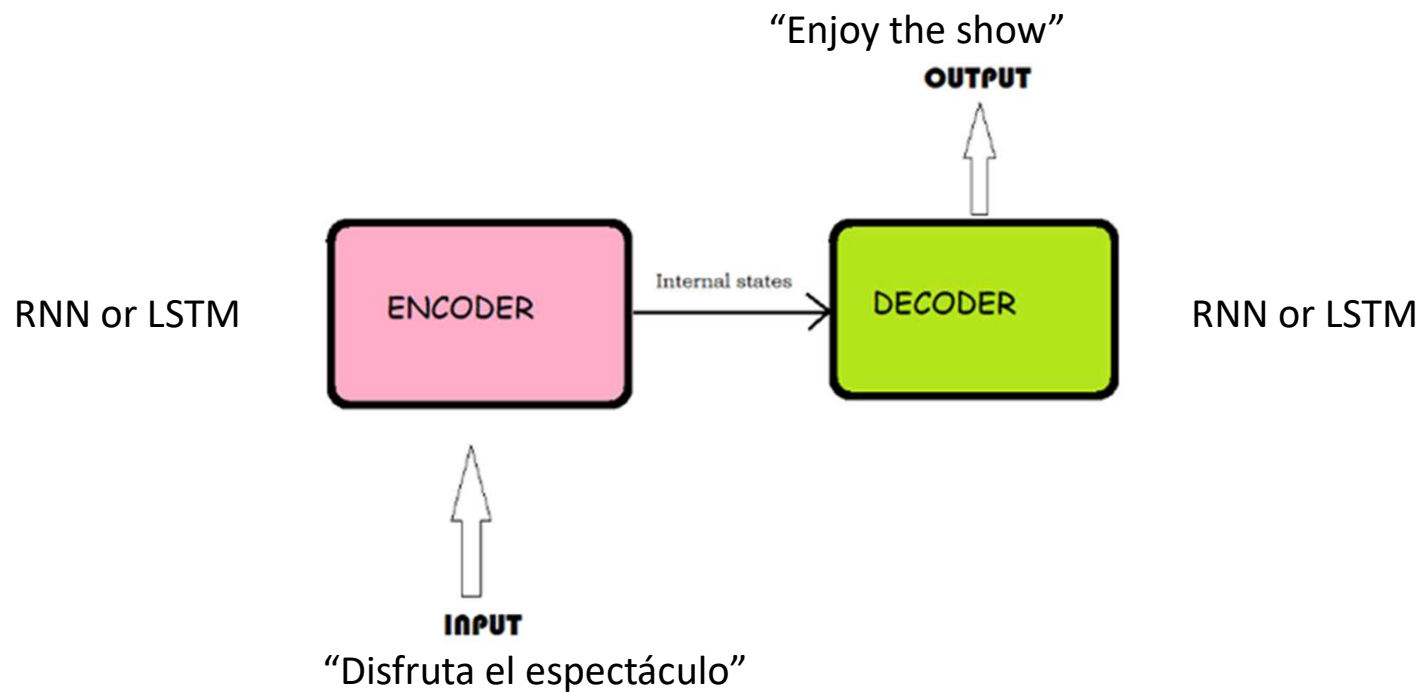 “Enjoy the show”
OUTPUT
Internal states
RNN or LSTM
ENCODER
DECODER
RNN or LSTM
INPUT
“Disfruta el espectáculo”